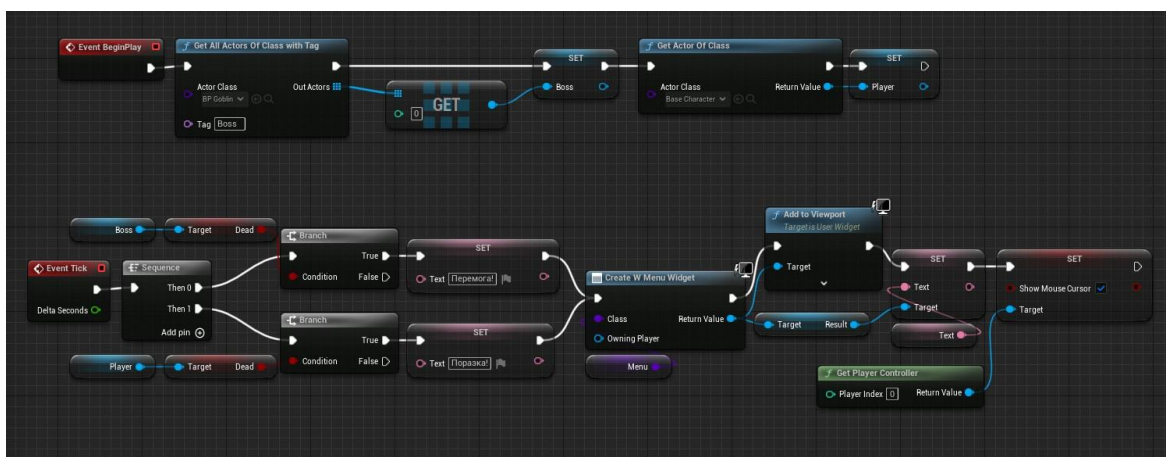 Event BeginPlay
Get All Actors Of Class with Tag
Actor Class
BP Goblin
Out Actors
Tag Boss
0
GET
SET
Boss
Get Actor Of Class
Actor Class
Base Character
Return Value
SET
Player
Event Tick
Delta Seconds
Sequence
Then 0
Then 1
Add pin
Boss
Target Dead
Branch
True
Condition False
SET
Text Перемога!
Player
Target Dead
Branch
True
Condition False
SET
Text Поразка!
Create W Menu Widget
Class Return Value
Owning Player
Menu
Add to Viewport
Target is User Widget
Target
Target Result
SET
Text
Target
Text
Get Player Controller
Player Index 0 Return Value
SET
Show Mouse Cursor
Target